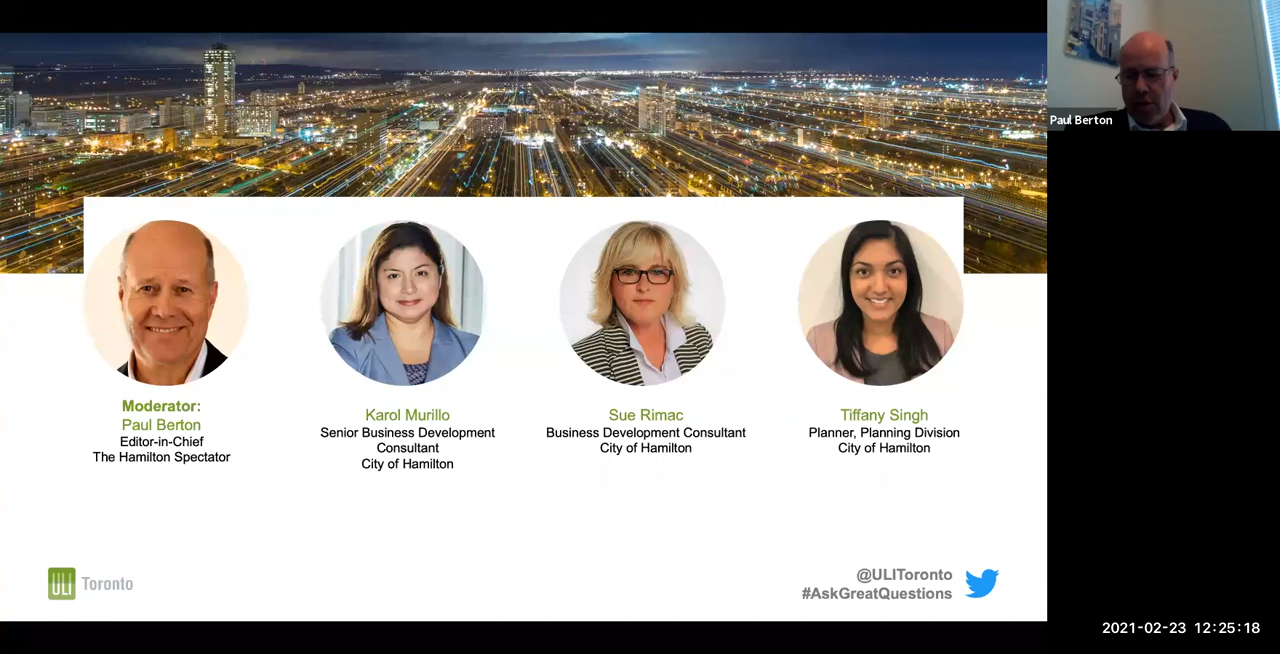 Paul Berton
Moderator:
Paul Berton
Editor-in-Chief
The Hamilton Spectator
Karol Murillo
Senior Business Development
Consultant
City of Hamilton
Sue Rimac
Business Development Consultant
City of Hamilton
Tiffany Singh
Planner, Planning Division
City of Hamilton
ULI Toronto
@ULIToronto
#AskGreatQuestions
2021-02-23 12:25:18